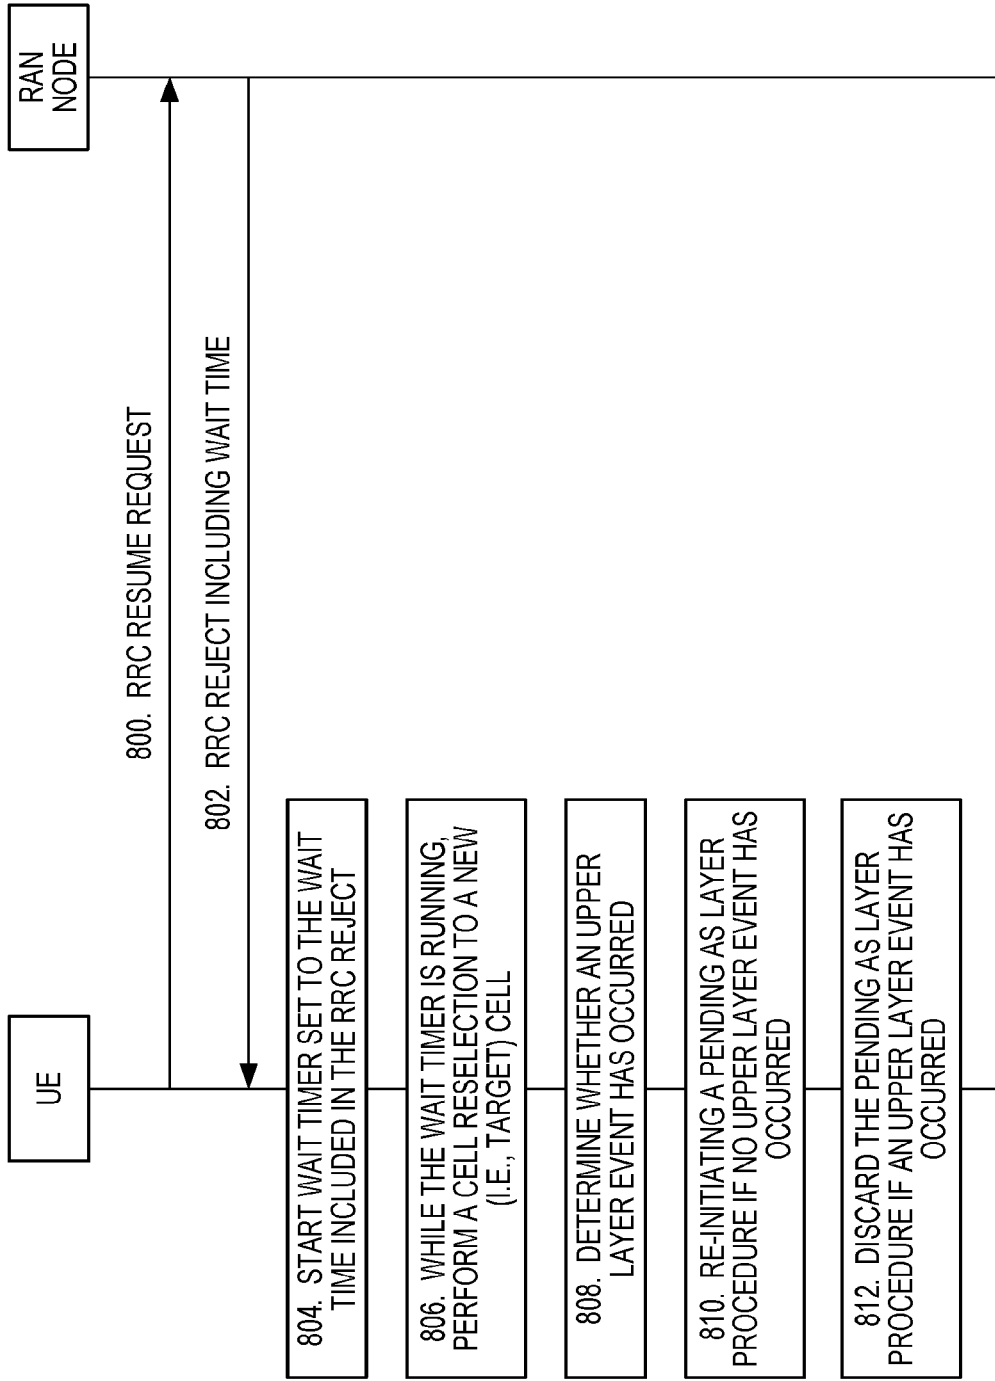 UE
RAN
NODE
800. RRC RESUME REQUEST
802. RRC REJECT INCLUDING WAIT TIME
804. START WAIT TIMER SET TO THE WAIT
TIME INCLUDED IN THE RRC REJECT
806. WHILE THE WAIT TIMER IS RUNNING,
PERFORM A CELL RESELECTION TO A NEW
(I.E., TARGET) CELL
808. DETERMINE WHETHER AN UPPER
LAYER EVENT HAS OCCURRED
810. RE-INITIATING A PENDING AS LAYER
PROCEDURE IF NO UPPER LAYER EVENT HAS
OCCURRED
812. DISCARD THE PENDING AS LAYER
PROCEDURE IF AN UPPER LAYER EVENT HAS
OCCURRED